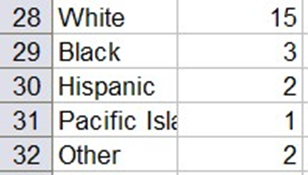 28 White 15
29 Black 3
30 Hispanic 2
31 Pacific Isla 1
32 Other 2